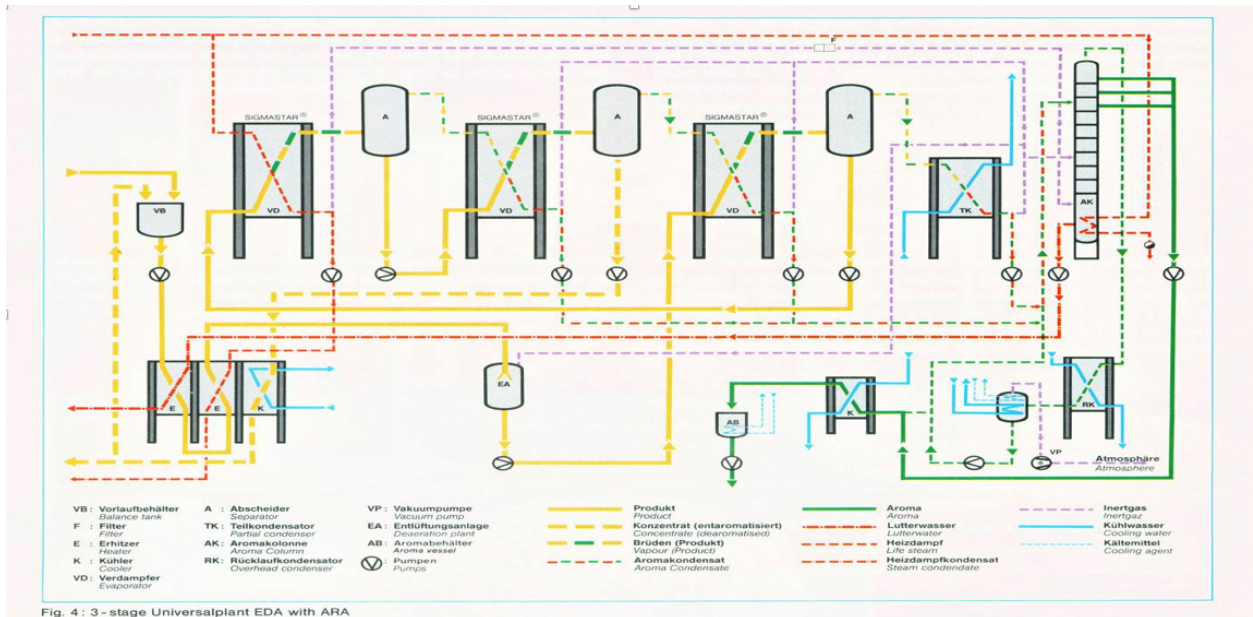 F
SIGMASTAR®
A
SIGMASTAR®
A
SIGMASTAR®
A
VD
VD
VD
TK
AK
VB
E
E
K
EA
AB
K
RK
VP
Atmosphäre
Atmosphere
VB: Vorlaufbehälter
Balance tank
F : Filter
Filter
E : Erhitzer
Heater
K : Kühler
Cooler
VD: Verdampfer
Evaporator
A : Abscheider
Separator
TK: Teilkondensator
Partial condenser
AK: Aromakolonne
Aroma Column
RK: Rücklaufkondensator
Overhead condenser
VP: Vakuumpumpe
Vacuum pump
EA: Entlüftungsanlage
Deaeration plant
AB: Aromabehälter
Aroma vessel
: Pumpen
Pumps
Produkt
Product
Konzentrat (entaromatisiert)
Concentrate (dearomatised)
Brüden (Produkt)
Vapour (Product)
Aromakondensat
Aroma Condensate
Aroma
Aroma
Lutterwasser
Lutterwater
Heizdampf
Life steam
Heizdampfkondensat
Steam condendate
Inertgas
Inertgaz
Kühlwasser
Cooling water
Kältemittel
Cooling agent
Fig. 4 : 3-stage Universalplant EDA with ARA